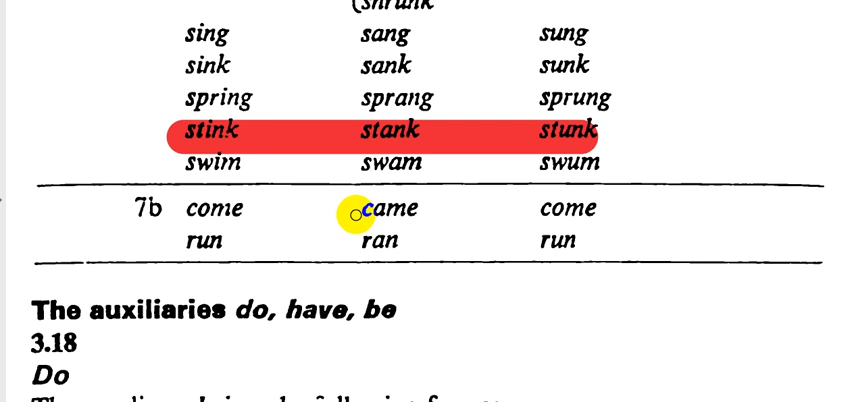 (shrunk
sing sang sung
sink sank sunk
spring sprang sprung
stink stank stunk
swim swam swum
7b come came come
run ran run
The auxiliaries do, have, be
3.18
Do